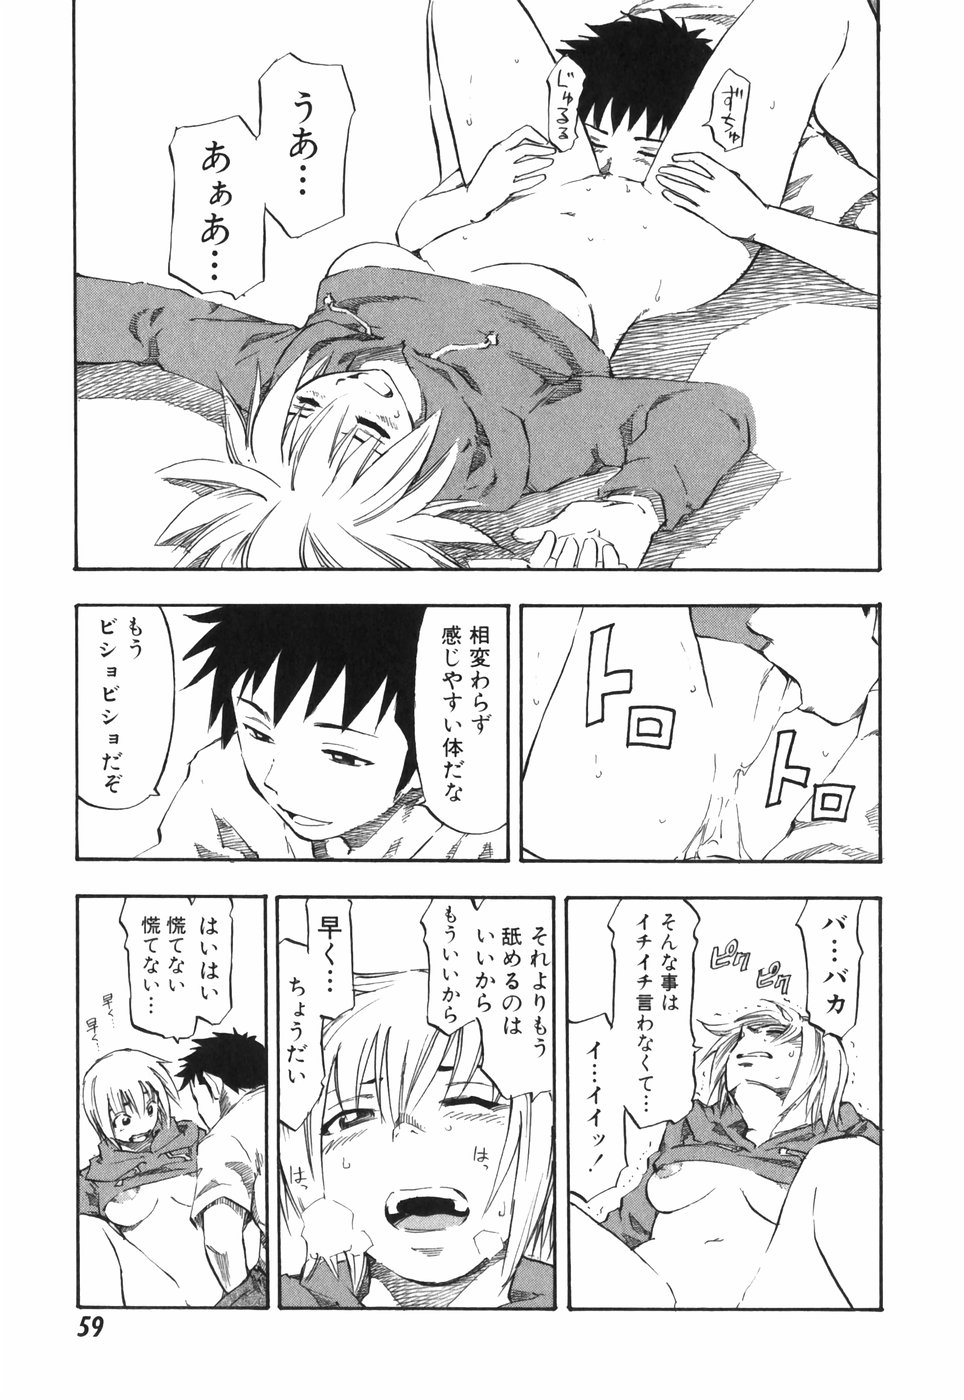 ずちゅ
じゅるる
うあ…
あぁあ…
トロ
トロ
相変わらず
感じやすい体だな
もう
ビショビショだぞ
バ…バカ
そんな事は
イチイチ言わなくて…
イ…イイッ!
ピク
ピク
それよりもう
舐めるのは
いいから
もういいから
早く…
ちょうだい
はっ
はっ
はいはい
慌てない
慌てない…
早く…
早く…
59